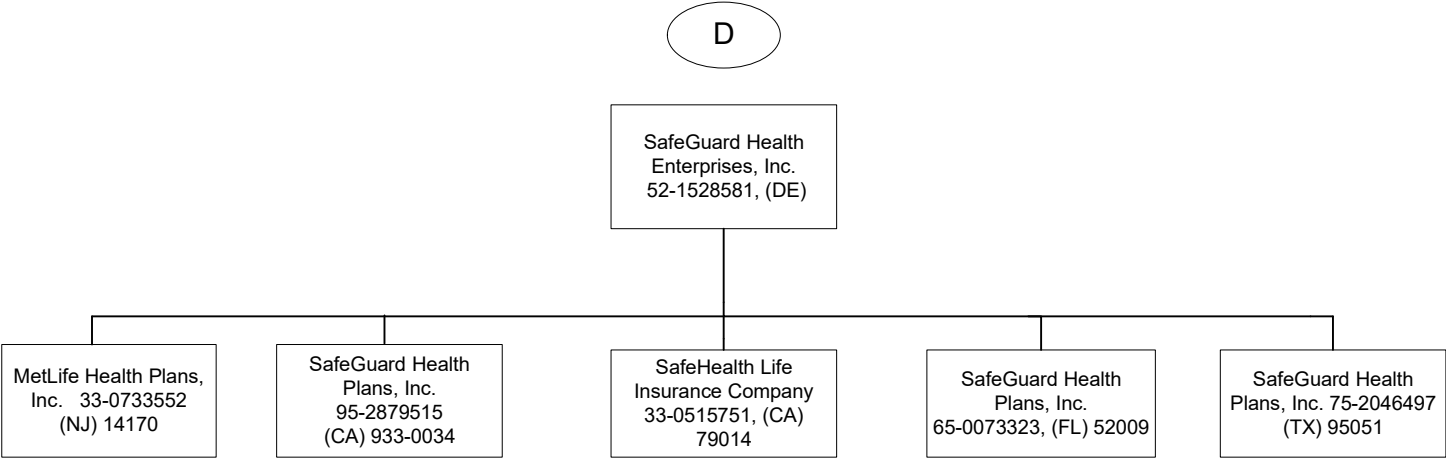 D
SafeGuard Health
Enterprises, Inc.
52-1528581, (DE)
MetLife Health Plans,
Inc. 33-0733552
(NJ) 14170
SafeGuard Health
Plans, Inc.
95-2879515
(CA) 933-0034
SafeHealth Life
Insurance Company
33-0515751, (CA)
79014
SafeGuard Health
Plans, Inc.
65-0073323, (FL) 52009
SafeGuard Health
Plans, Inc. 75-2046497
(TX) 95051